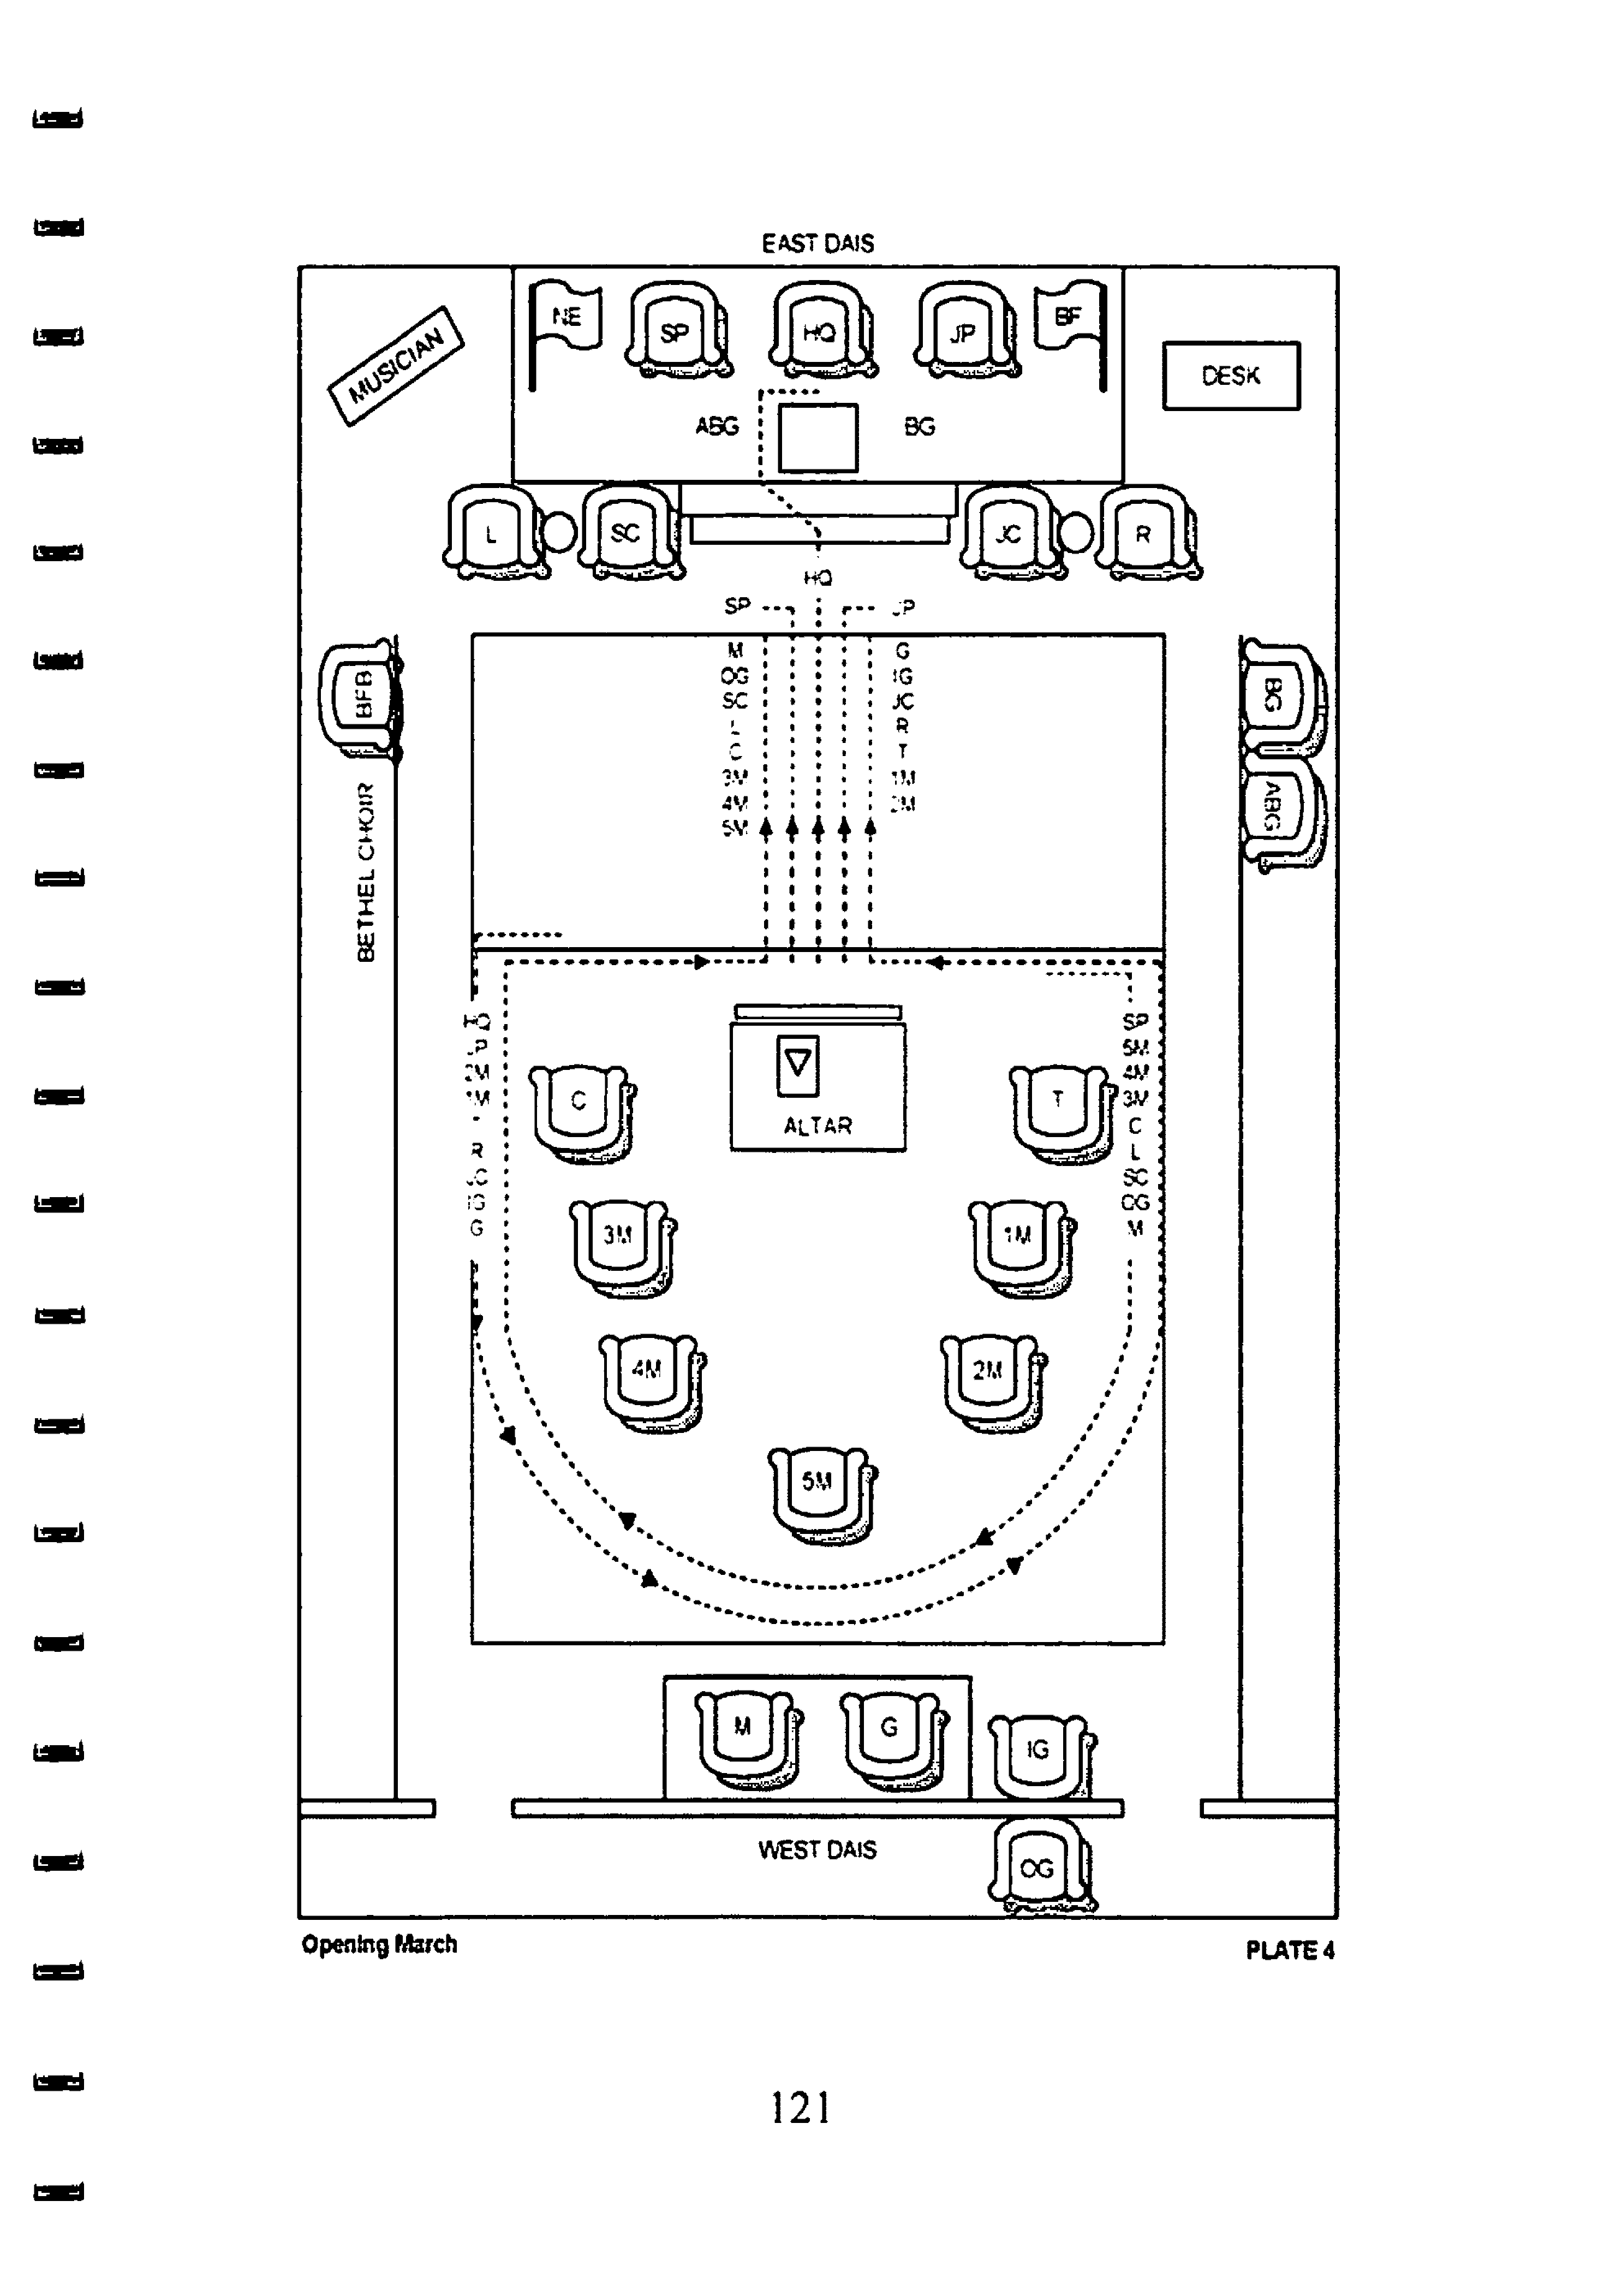 EAST DAIS
NE SP HQ JP BF
MUSICIAN
DESK
ABG BG
L SC JC R
HQ
SP JP
M G
OG IG
SC JC
L R
C T
3M 1M
4M 2M
5M
BFB
BG
ABG
BETHEL CHOIR
HQ SP
JP 5M
2M 4M
1M 3M
T C
R L
JC SC
IG OG
G M
C T
ALTAR
3M 1M
4M 2M
5M
M G IG
WEST DAIS
OG
Opening March PLATE 4
121